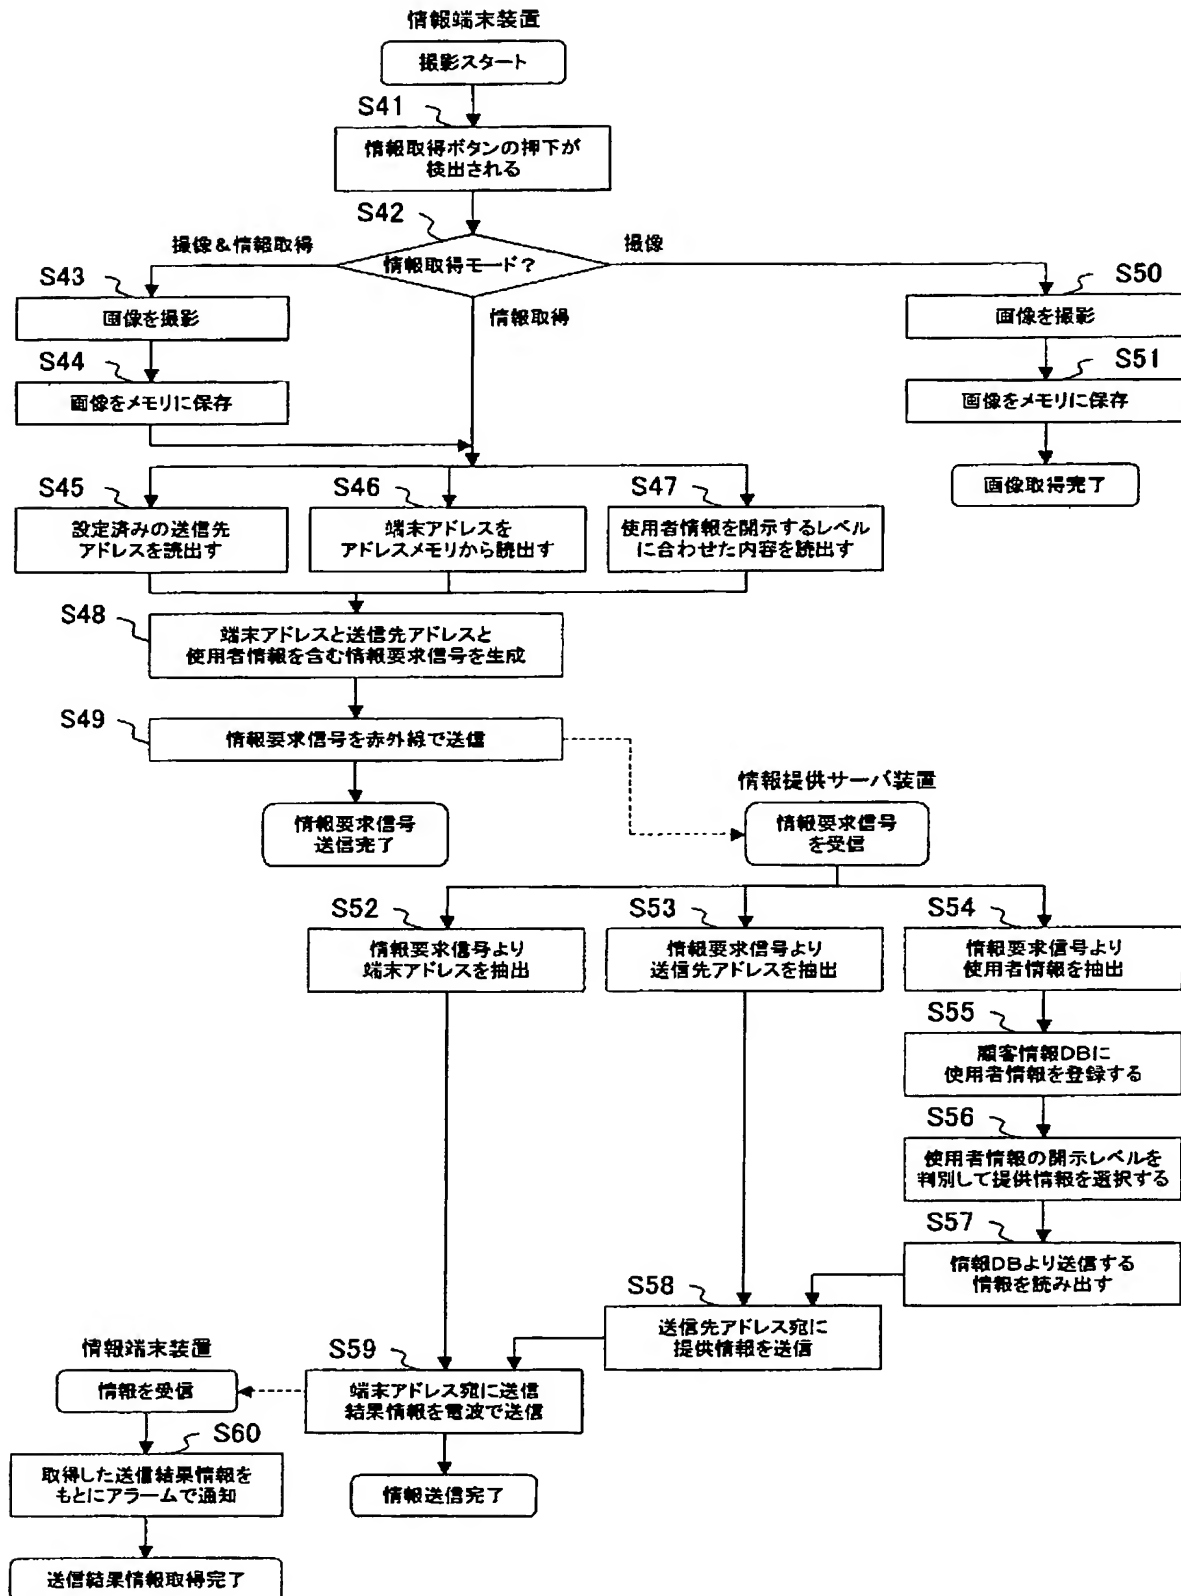 情報端末装置
撮影スタート
S41
情報取得ボタンの押下が
検出される
S42
撮像＆情報取得
情報取得モード？
撮像
情報取得
S43
画像を撮影
S44
画像をメモリに保存
S50
画像を撮影
S51
画像をメモリに保存
画像取得完了
S45
設定済みの送信先
アドレスを読出す
S46
端末アドレスを
アドレスメモリから読出す
S47
使用者情報を開示するレベル
に合わせた内容を読出す
S48
端末アドレスと送信先アドレスと
使用者情報を含む情報要求信号を生成
S49
情報要求信号を赤外線で送信
情報要求信号
送信完了
情報提供サーバ装置
情報要求信号
を受信
S52
情報要求信号より
端末アドレスを抽出
S53
情報要求信号より
送信先アドレスを抽出
S54
情報要求信号より
使用者情報を抽出
S55
顧客情報DBに
使用者情報を登録する
S56
使用者情報の開示レベルを
判別して提供情報を選択する
S57
情報DBより送信する
情報を読み出す
S58
送信先アドレス宛に
提供情報を送信
S59
端末アドレス宛に送信
結果情報を電波で送信
情報送信完了
情報端末装置
情報を受信
S60
取得した送信結果情報を
もとにアラームで通知
送信結果情報取得完了